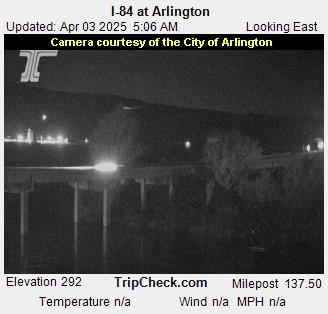 I-84 at Arlington
Updated: Apr 03 2025 5:06 AM Looking East
Camera courtesy of the City of Arlington
Elevation 292 TripCheck.com Milepost 137.50
Temperature n/a Wind n/a MPH n/a